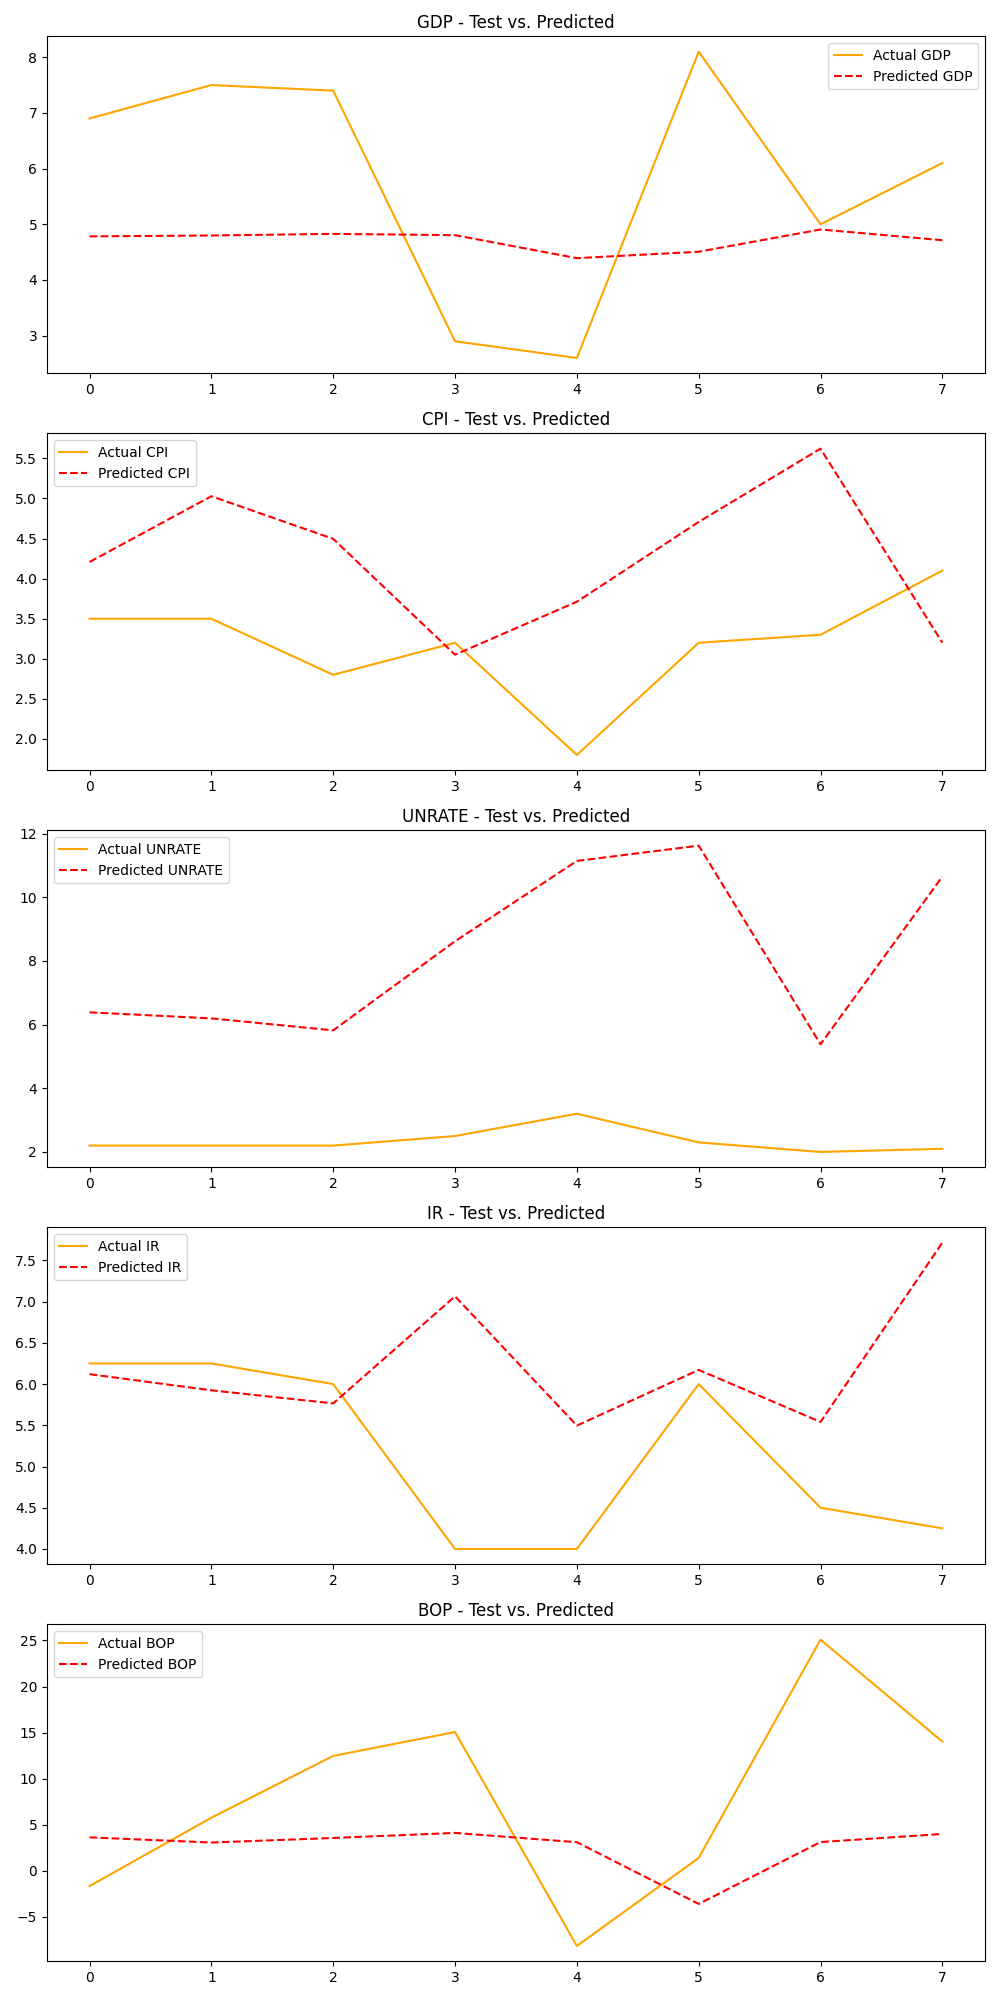 GDP - Test vs. Predicted
Actual GDP
Predicted GDP
8
7
6
5
4
3
0 1 2 3 4 5 6 7
CPI - Test vs. Predicted
Actual CPI
Predicted CPI
5.5
5.0
4.5
4.0
3.5
3.0
2.5
2.0
0 1 2 3 4 5 6 7
UNRATE - Test vs. Predicted
Actual UNRATE
Predicted UNRATE
12
10
8
6
4
2
0 1 2 3 4 5 6 7
IR - Test vs. Predicted
Actual IR
Predicted IR
7.5
7.0
6.5
6.0
5.5
5.0
4.5
4.0
0 1 2 3 4 5 6 7
BOP - Test vs. Predicted
Actual BOP
Predicted BOP
25
20
15
10
5
0
−5
0 1 2 3 4 5 6 7